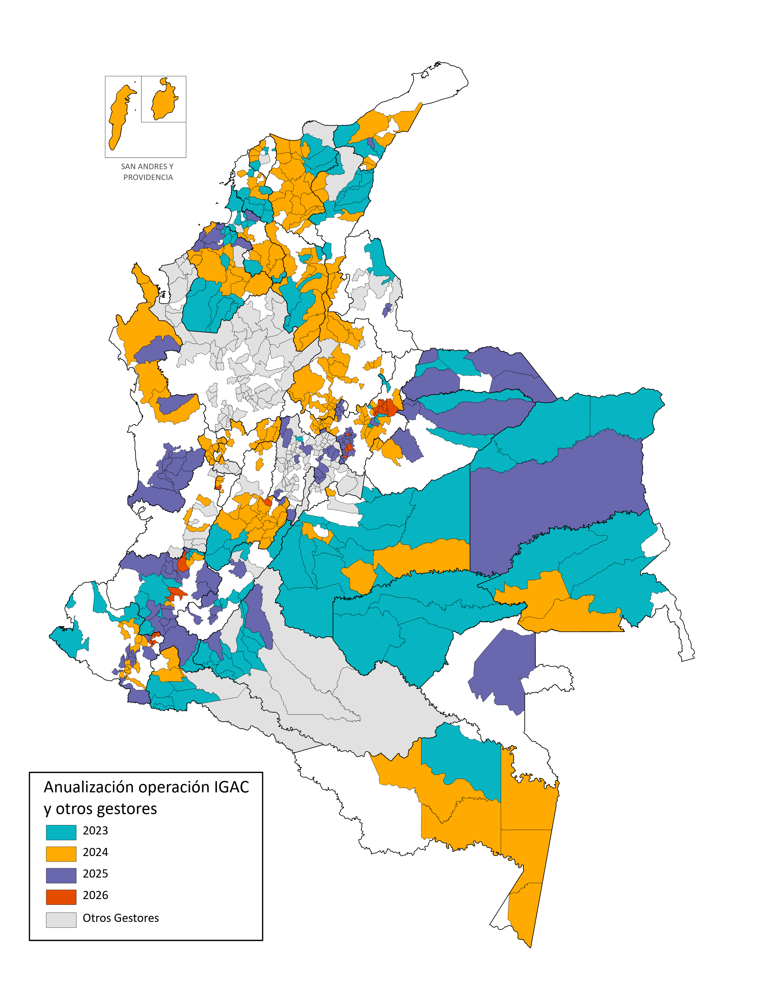 SAN ANDRES Y
PROVIDENCIA
Anualización operación IGAC
y otros gestores
2023
2024
2025
2026
Otros Gestores